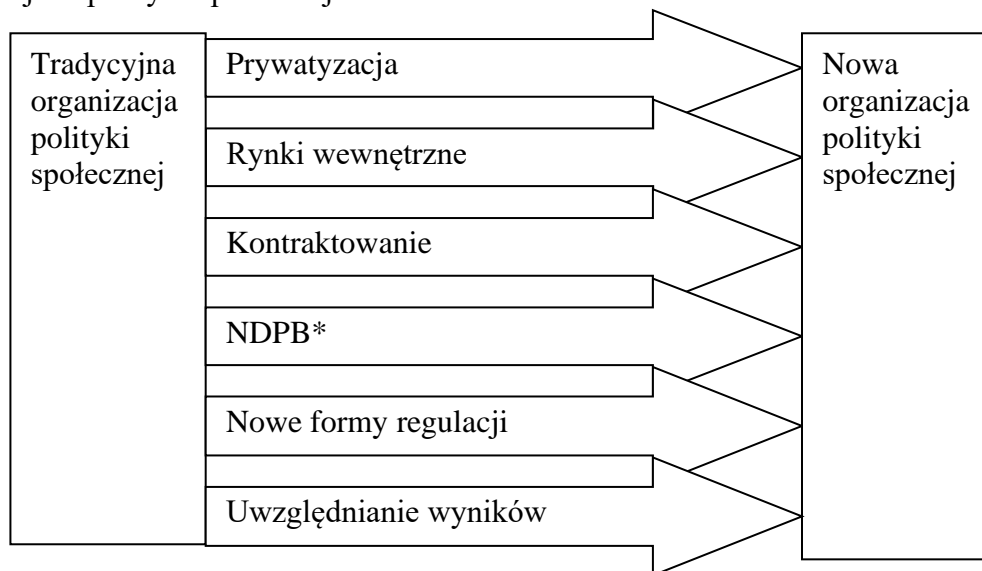 Tradycyjna
organizacja
polityki
społecznej
Prywatyzacja
Rynki wewnętrzne
Kontraktowanie
NDPB*
Nowe formy regulacji
Uwzględnianie wyników
Nowa
organizacja
polityki
społecznej